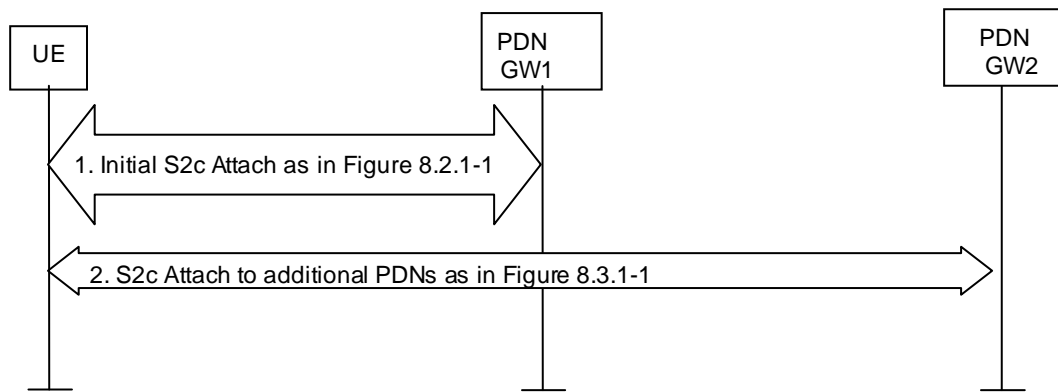 UE
PDN
GW1
PDN
GW2
1. Initial S2c Attach as in Figure 8.2.1-1
2. S2c Attach to additional PDNs as in Figure 8.3.1-1